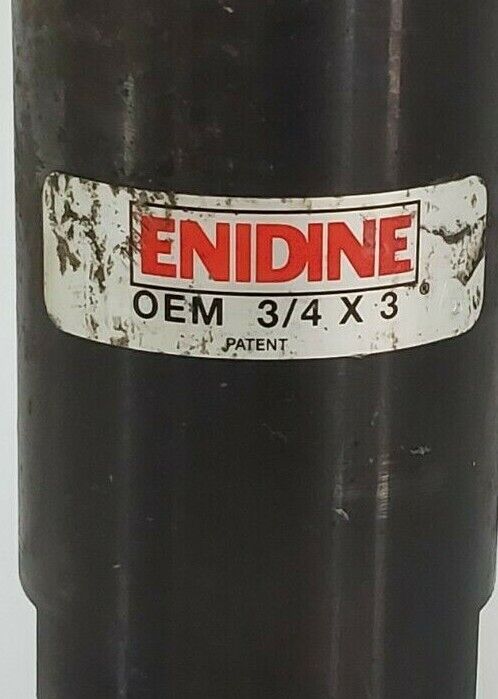 ENIDINE
®
OEM 3/4 X 3
PATENT